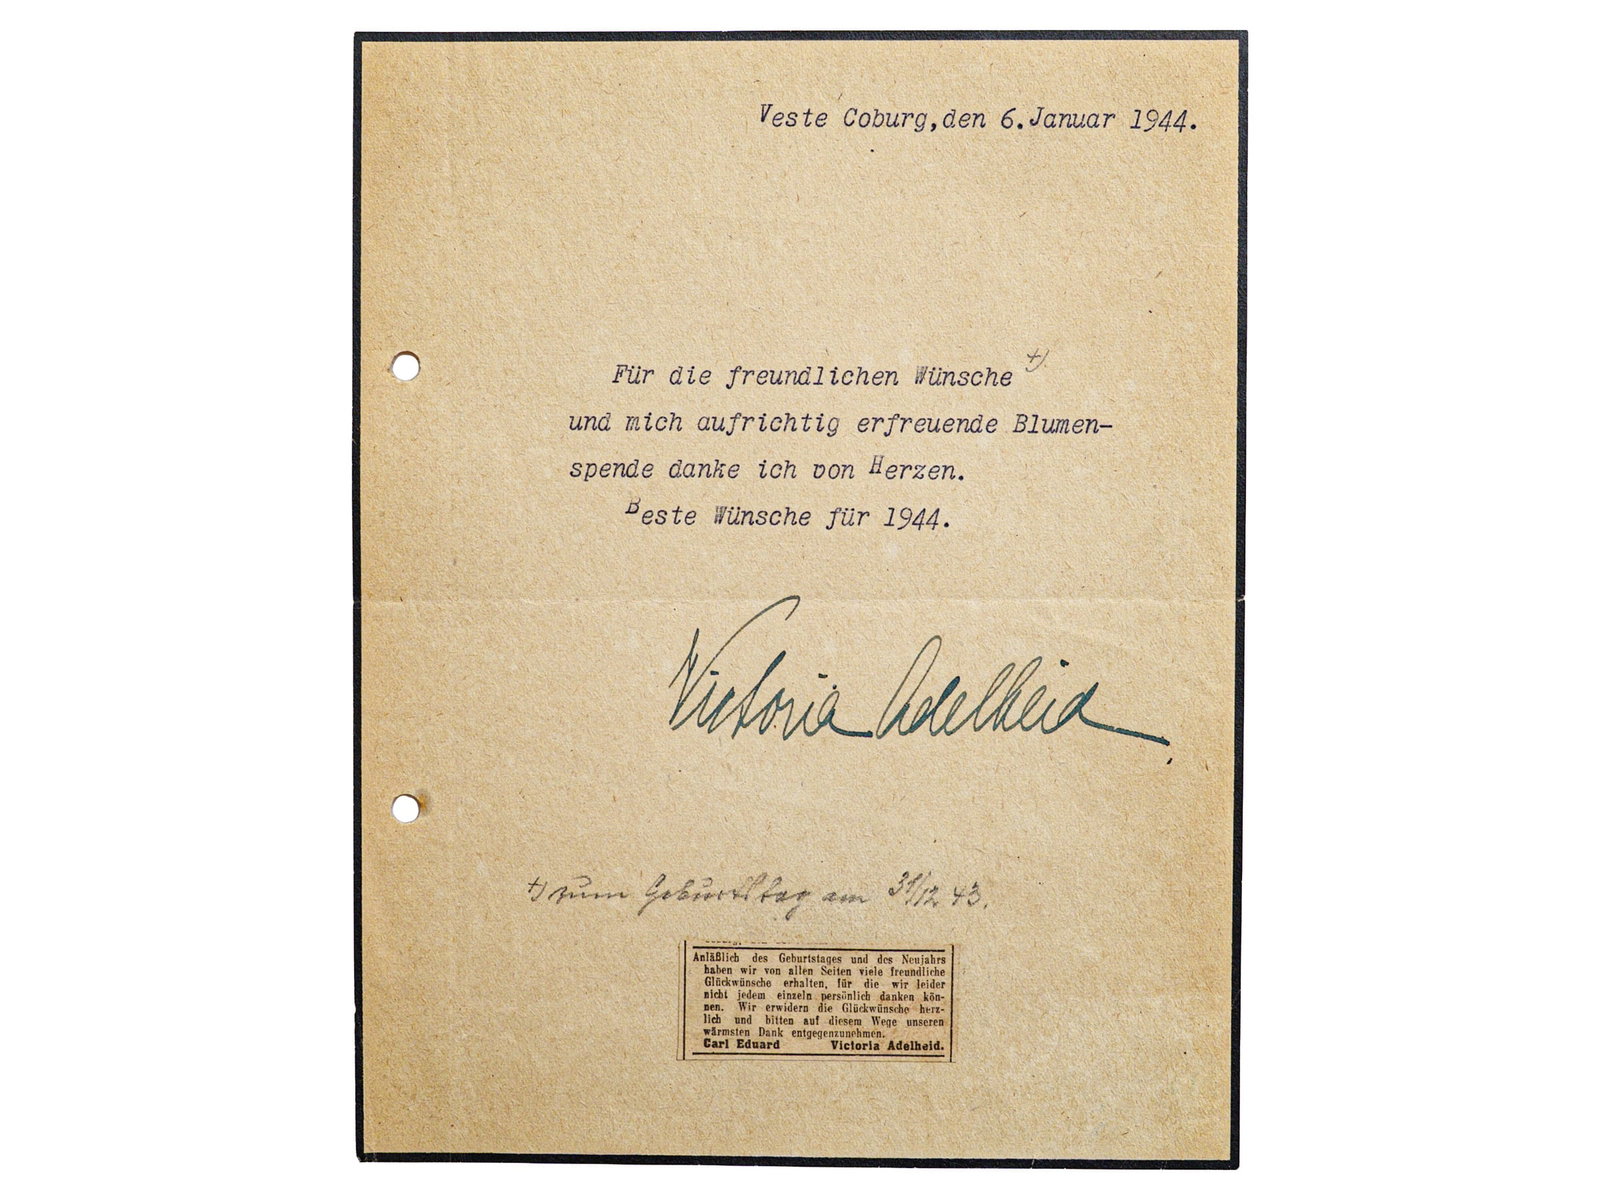 Veste Coburg, den 6. Januar 1944.
Für die freundlichen Wünsche +)
und mich aufrichtig erfreuende Blumen-
spende danke ich von Herzen.
Beste Wünsche für 1944.
Victoria Adelheid.
+) zum Geburtstag am 31/12 43.
Anläßlich des Geburtstages und des Neujahrs
haben wir von allen Seiten viele freundliche
Glückwünsche erhalten, für die wir leider
nicht jedem einzeln persönlich danken kön-
nen. Wir erwidern die Glückwünsche herz-
lich und bitten auf diesem Wege unseren
wärmsten Dank entgegenzunehmen.
Carl Eduard Victoria Adelheid.